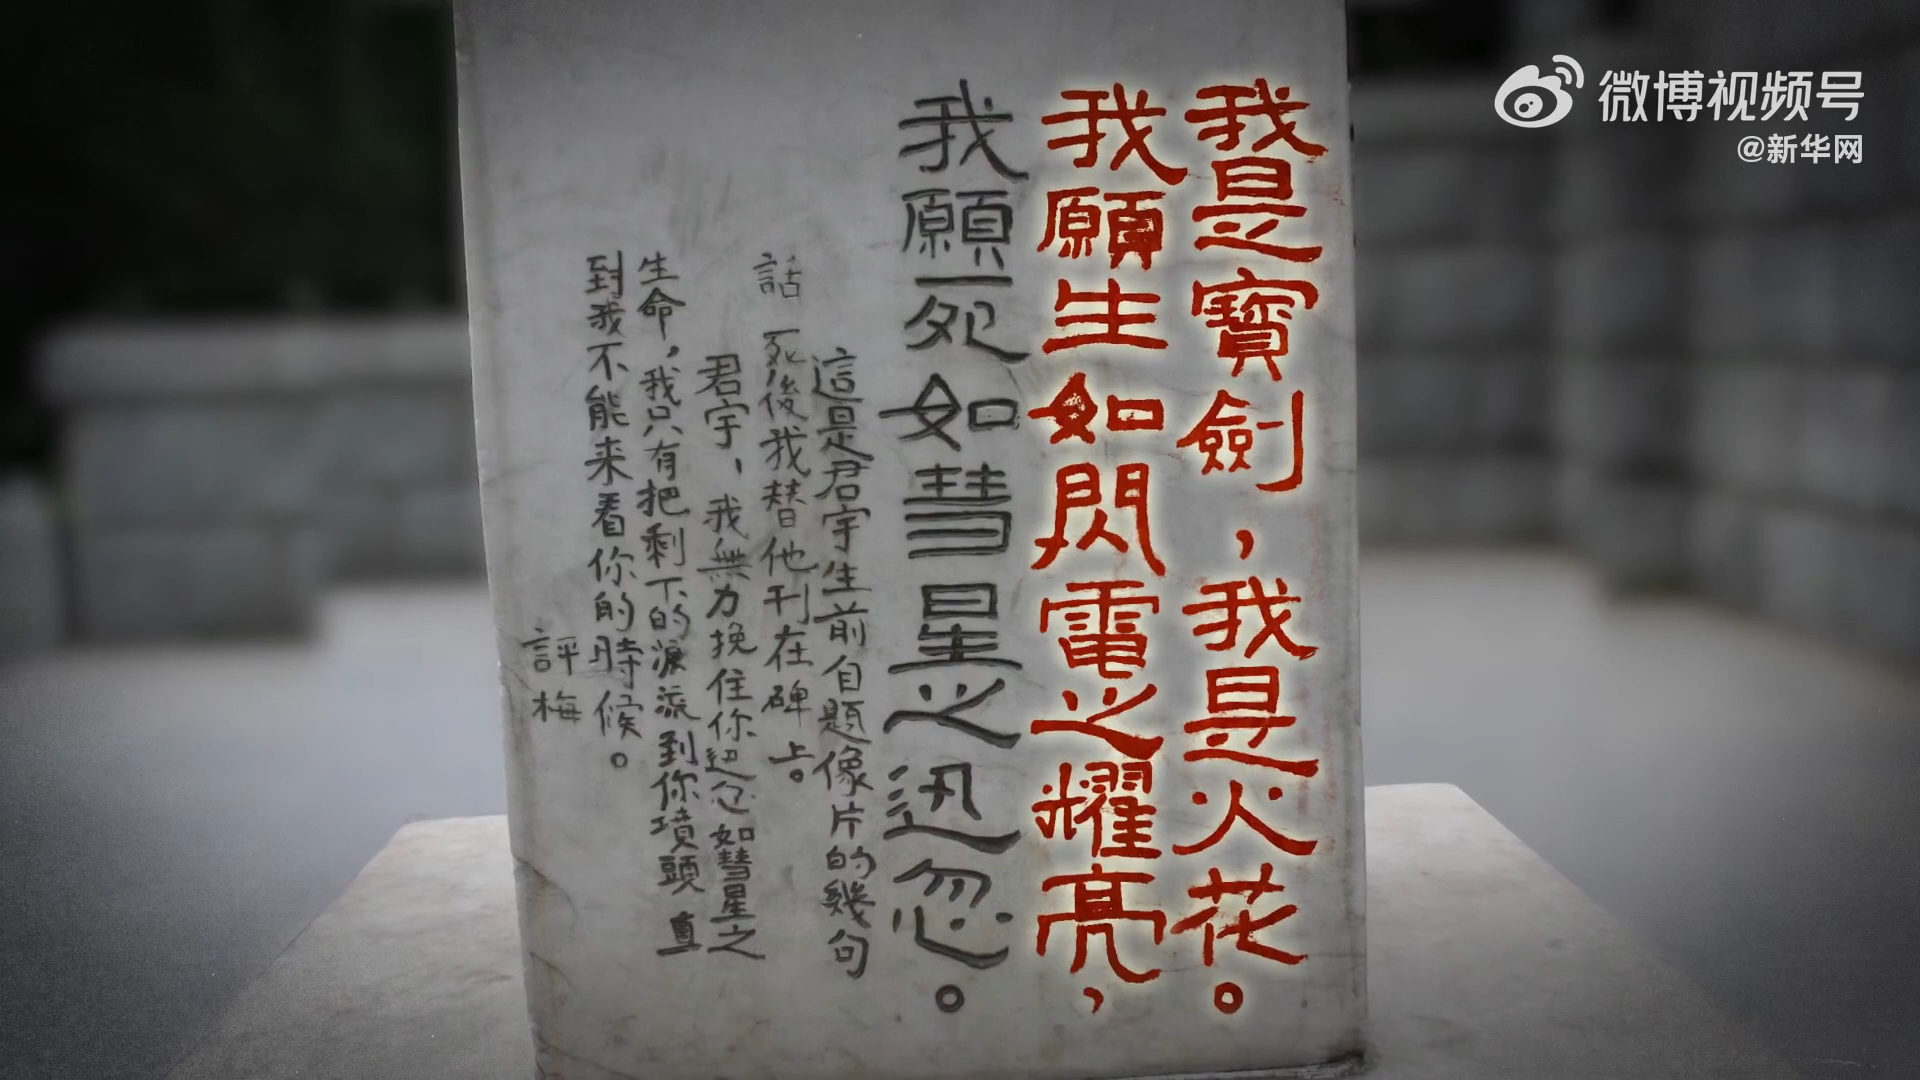 我是寶劍，我是火花。
我願生如閃電之耀亮，
我願死如彗星之迅忽。
這是君宇生前自題像片的幾句
話死後我替他刊在碑上。
君宇，我無力挽住你迅忽如彗星之
生命，我只有把剩下的淚流到你墳頭直
到我不能來看你的時候。
評梅
微博视频号
@新华网